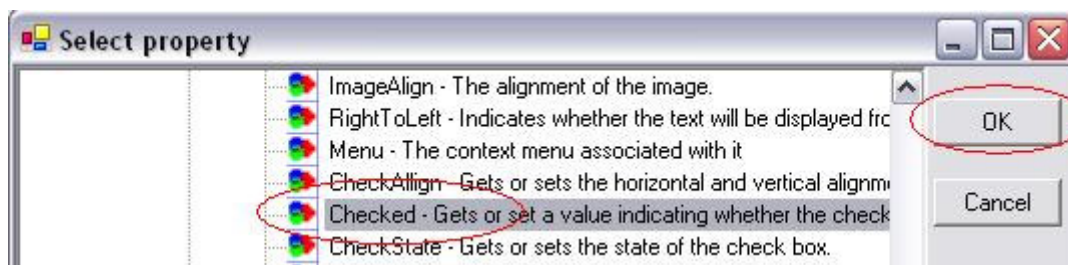 Select property
ImageAlign - The alignment of the image.
RightToLeft - Indicates whether the text will be displayed frc
Menu - The context menu associated with it
CheckAllign - Gets or sets the horizontal and vertical alignm
Checked - Gets or set a value indicating whether the check
CheckState - Gets or sets the state of the check box.
OK
Cancel